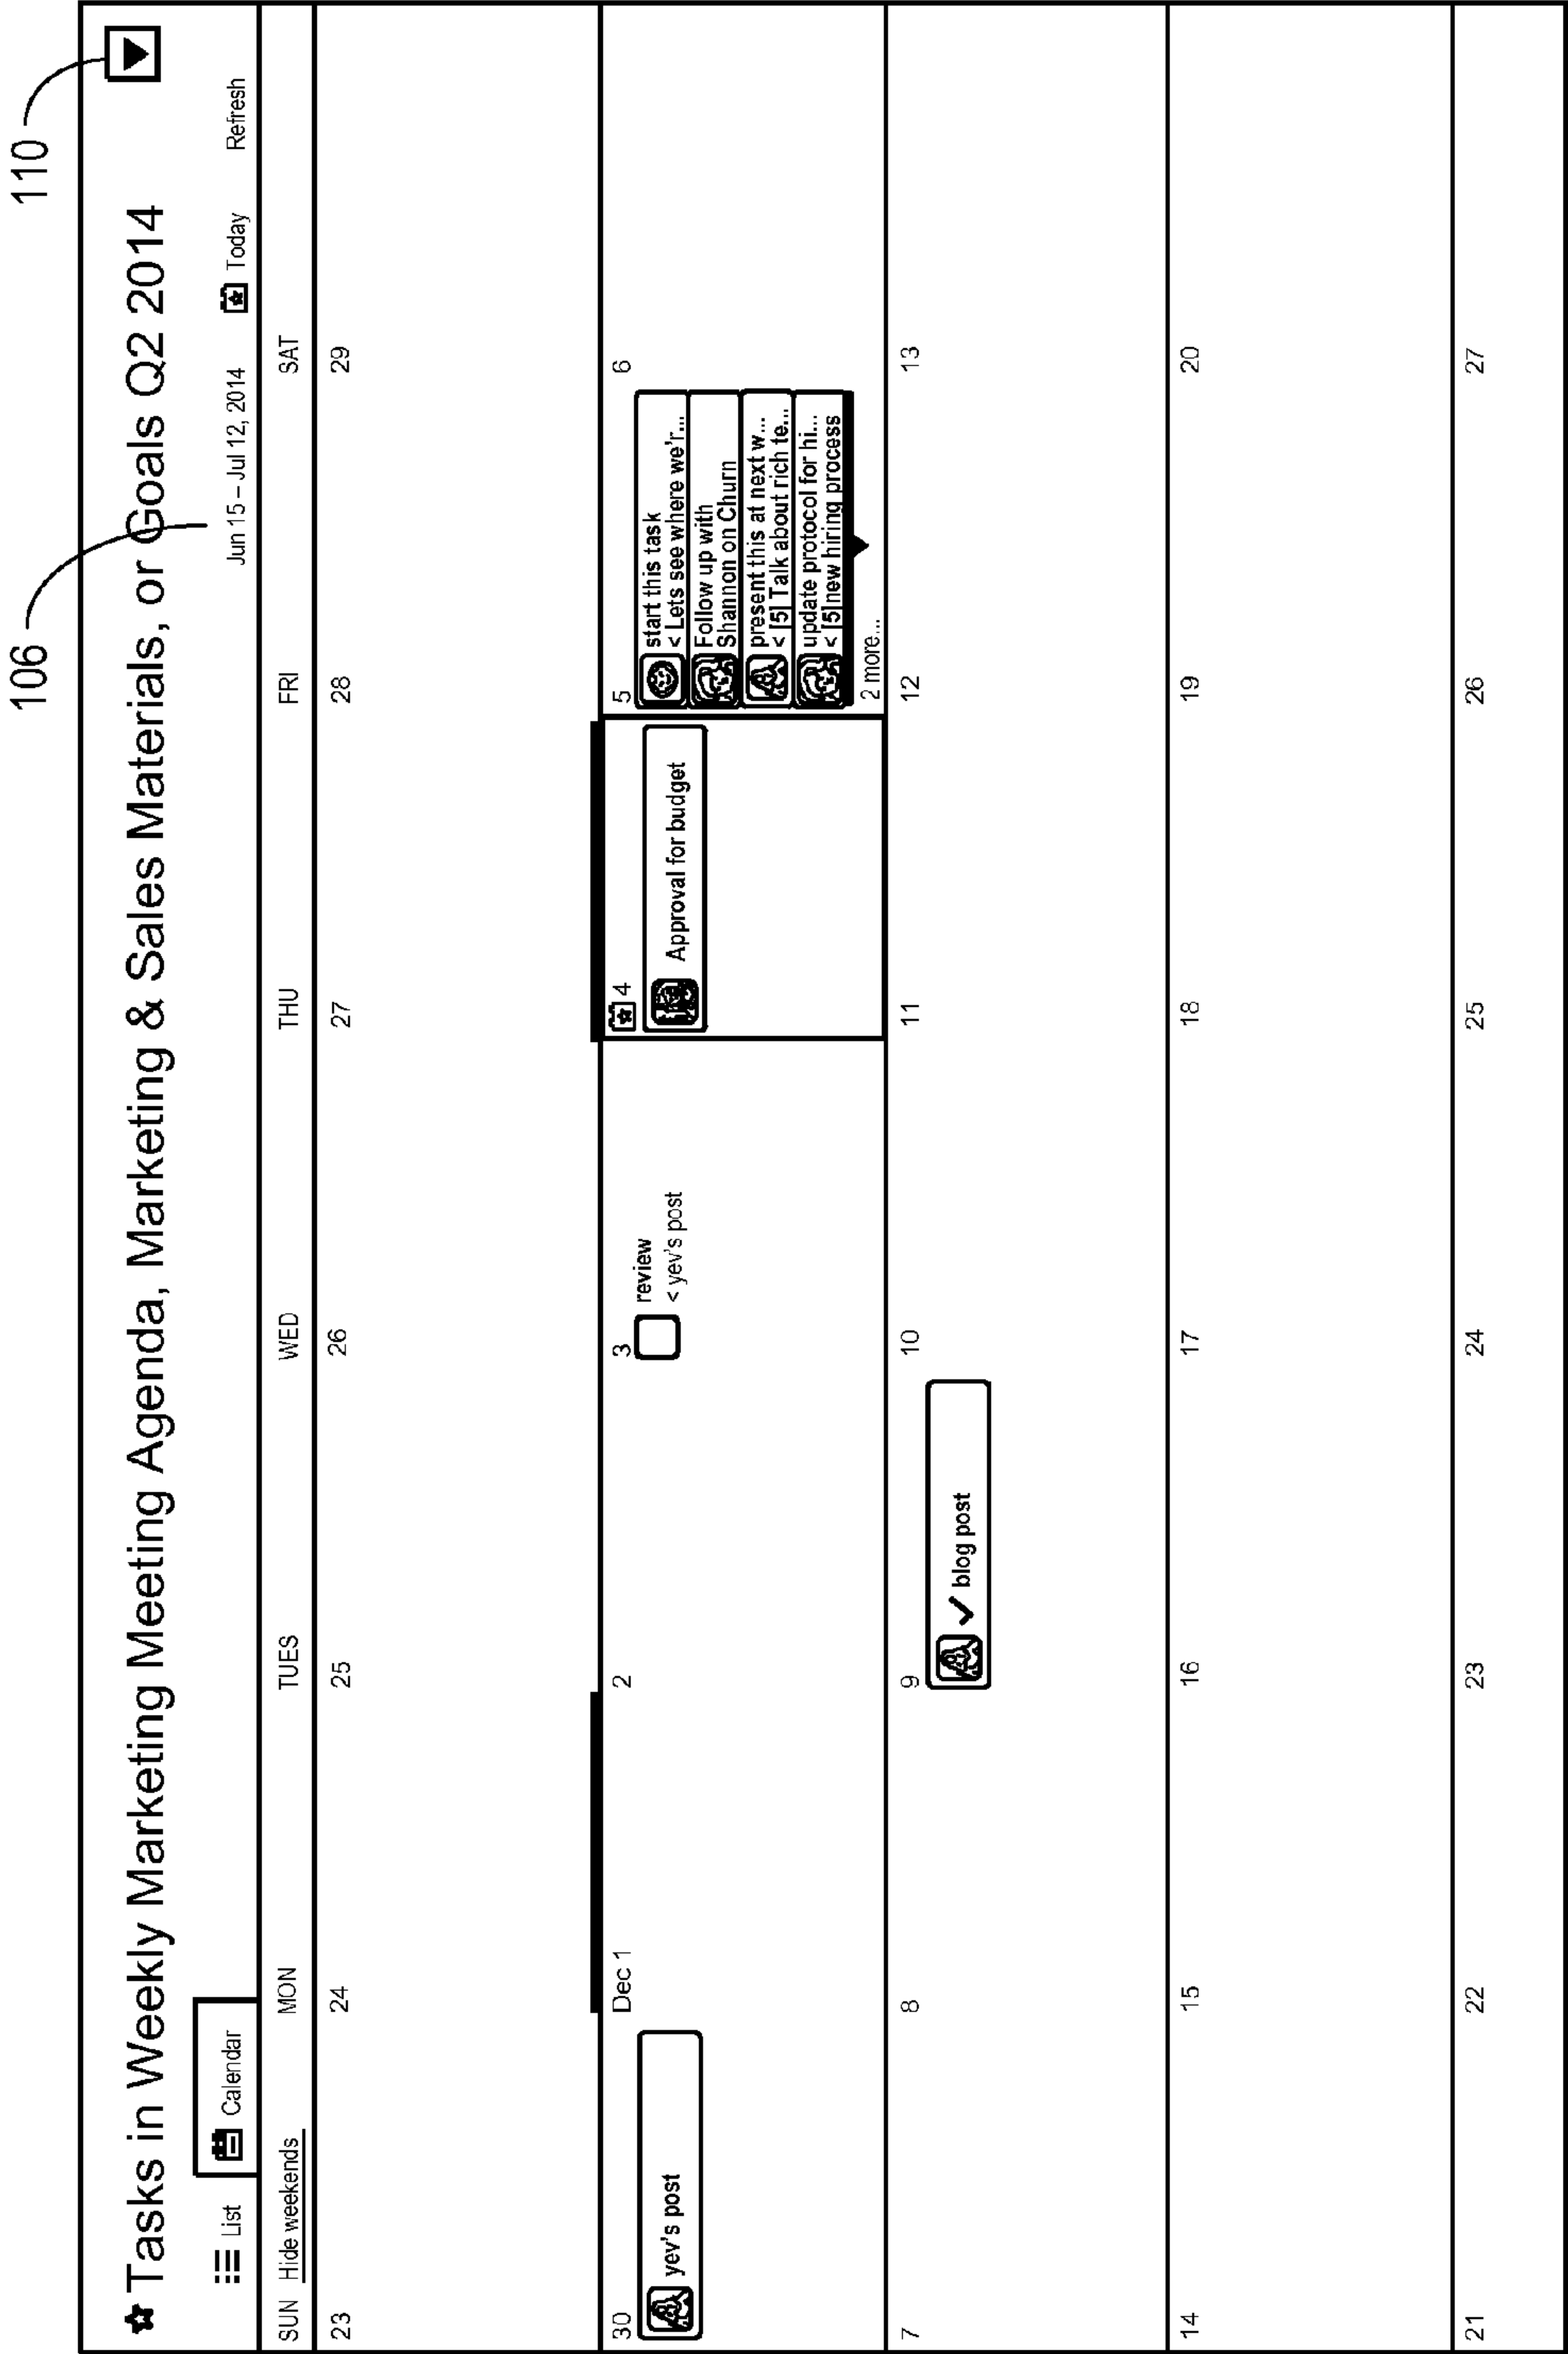 106
110
Tasks in Weekly Marketing Meeting Agenda, Marketing & Sales Materials, or Goals Q2 2014
List Calendar Jun 15 – Jul 12, 2014 Today Refresh
SUN Hide weekends MON TUES WED THU FRI SAT
23 24 25 26 27 28 29
30 Dec 1 2 3 4 5 6
yev's post
review
< yev's post
Approval for budget
start this task
< Lets see where we'r...
Follow up with
Shannon on Churn
present this at next w...
< [5] Talk about rich te...
update protocol for hi...
< [5]new hiring process
2 more...
7 8 9 10 11 12 13
blog post
14 15 16 17 18 19 20
21 22 23 24 25 26 27